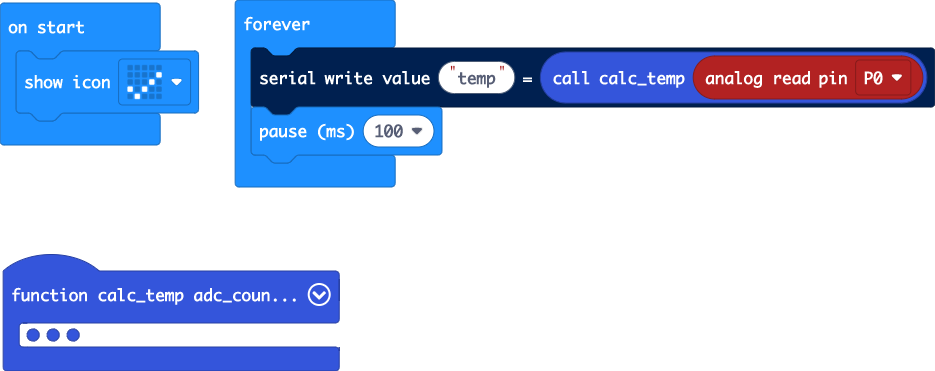 on start
show icon
forever
serial write value "temp" = call calc_temp analog read pin P0
pause (ms) 100
function calc_temp adc_coun...